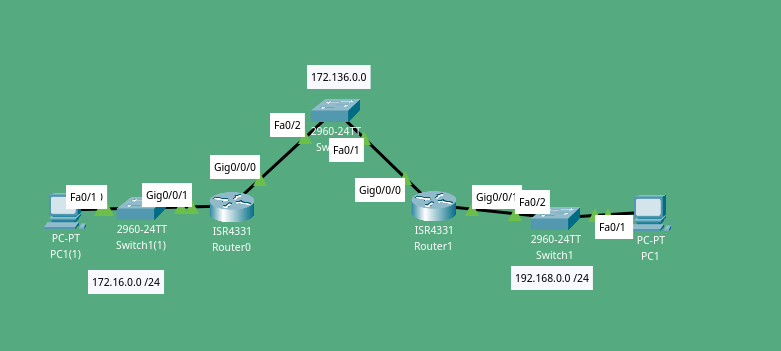 172.136.0.0
Fa0/2
2960-24TT
Fa0/1
Gig0/0/0
Gig0/0/0
Fa0/1
Gig0/0/1
Gig0/0/1
Fa0/2
Fa0/1
PC-PT
PC1(1)
2960-24TT
Switch1(1)
ISR4331
Router0
ISR4331
Router1
2960-24TT
Switch1
PC-PT
PC1
172.16.0.0 /24
192.168.0.0 /24